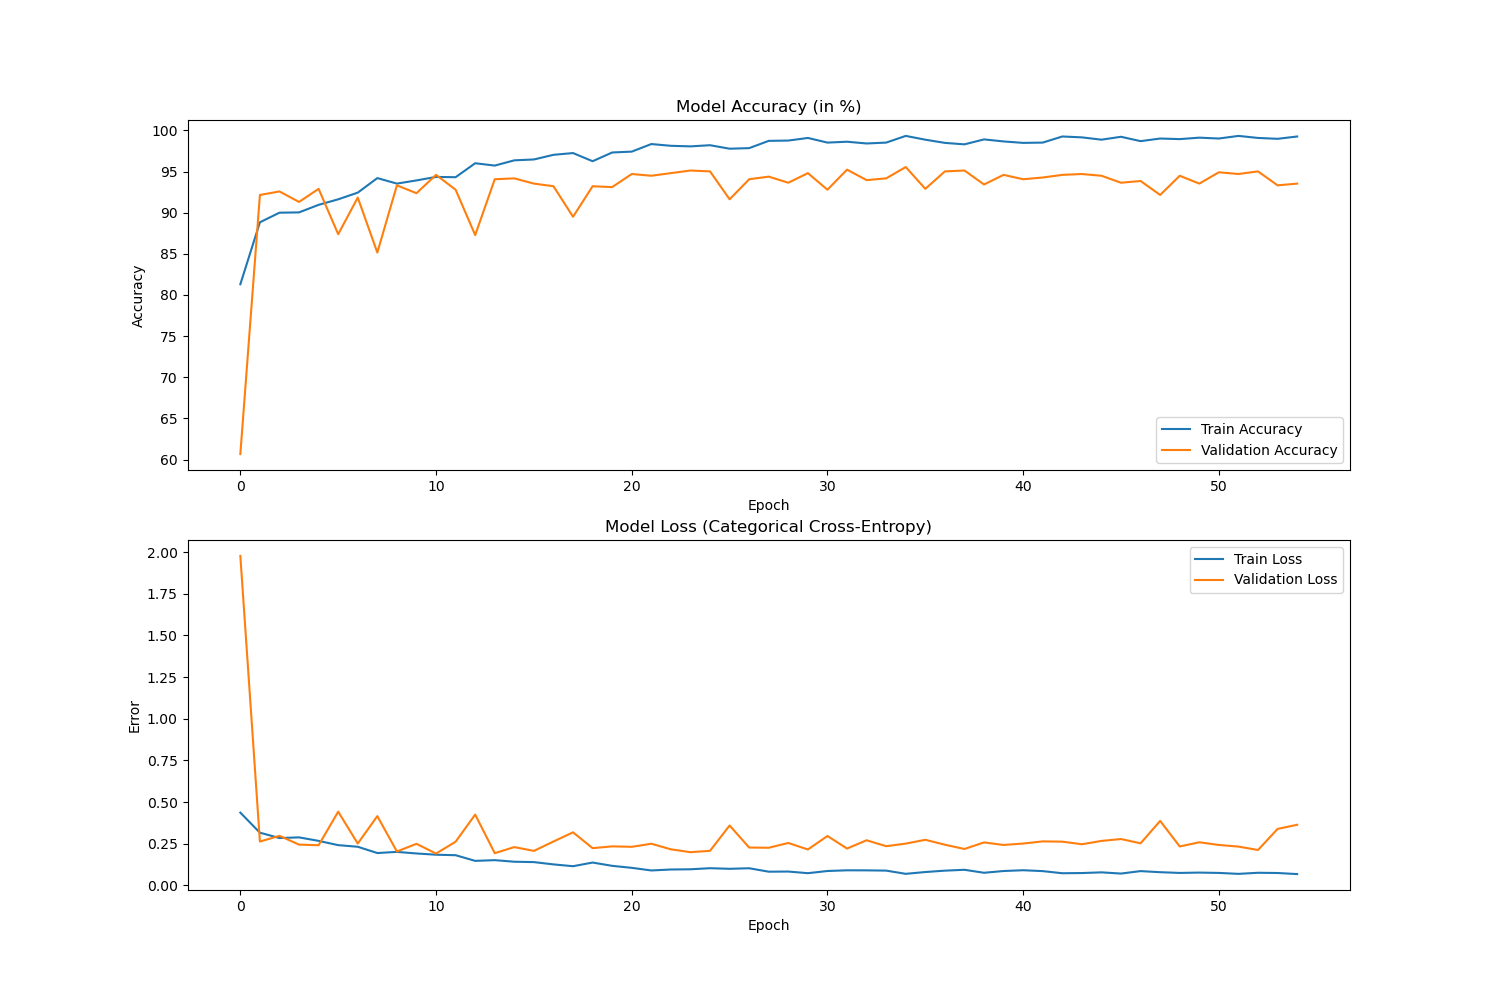 Model Accuracy (in %)
100
95
90
85
80
75
70
65
60
Accuracy
Train Accuracy
Validation Accuracy
0 10 20 30 40 50
Epoch
Model Loss (Categorical Cross-Entropy)
2.00
1.75
1.50
1.25
1.00
0.75
0.50
0.25
0.00
Error
Train Loss
Validation Loss
0 10 20 30 40 50
Epoch